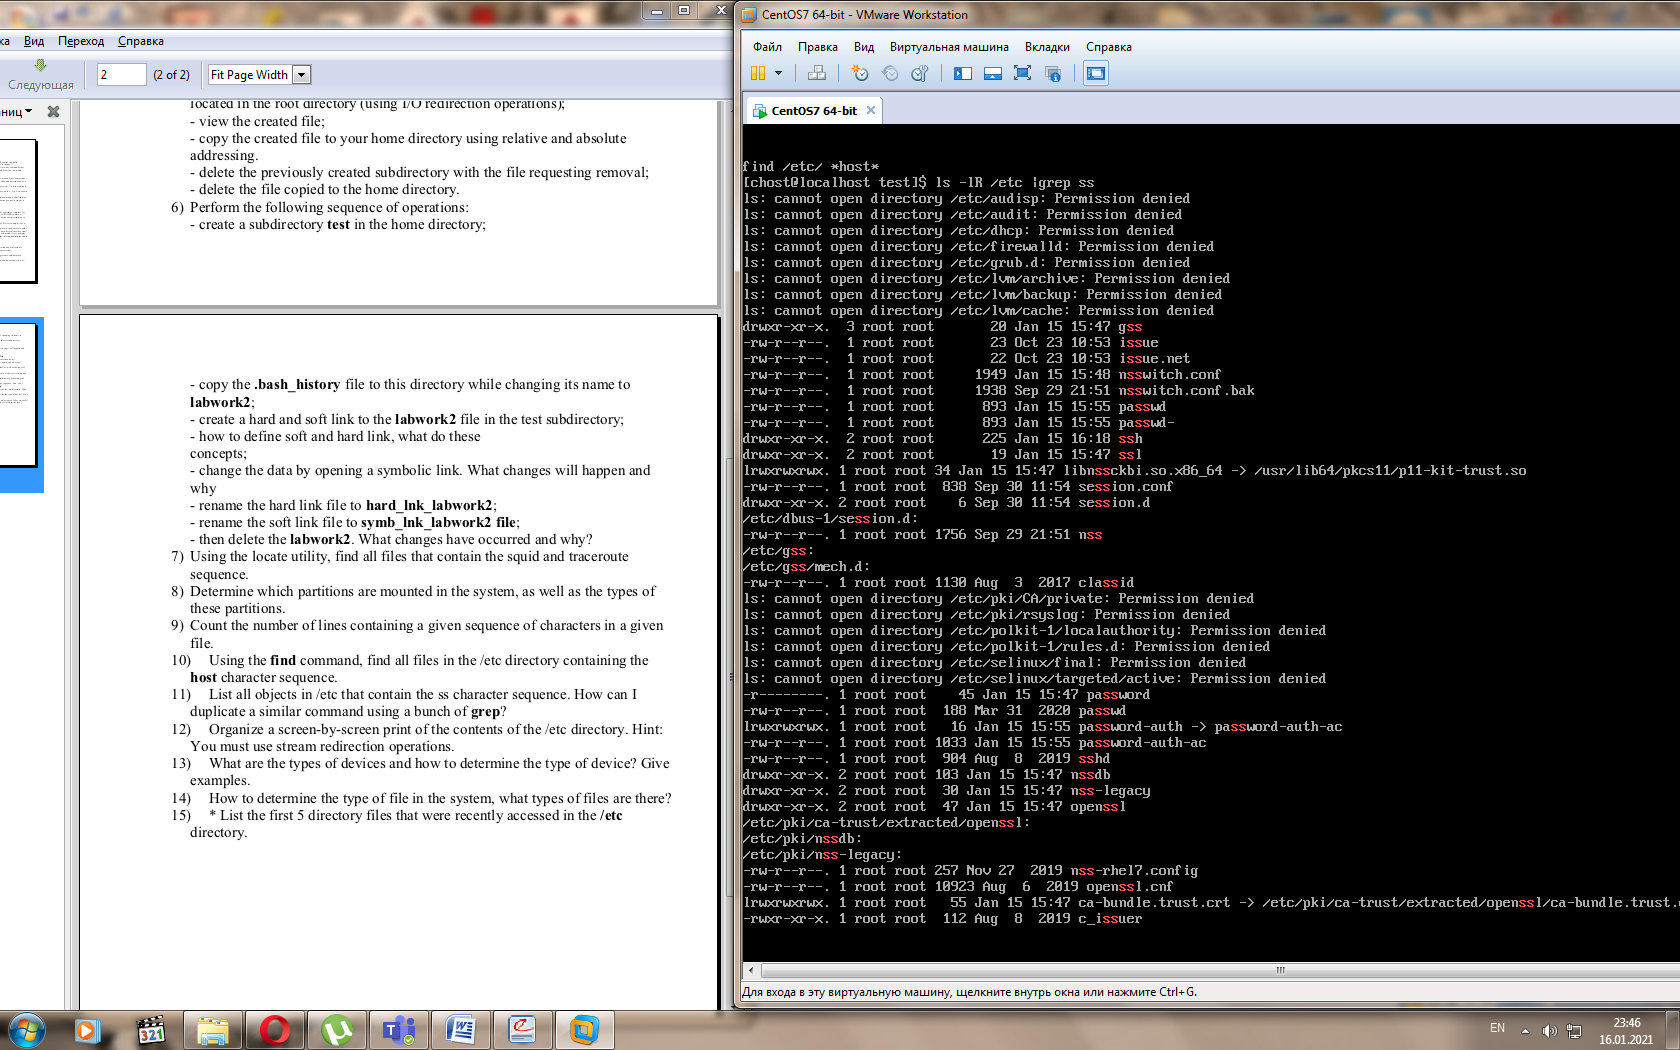 ка Вид Переход Справка
Следующая
2 (2 of 2) Fit Page Width
ниц
located in the root directory (using I/O redirection operations);
- view the created file;
- copy the created file to your home directory using relative and absolute
addressing.
- delete the previously created subdirectory with the file requesting removal;
- delete the file copied to the home directory.
6) Perform the following sequence of operations:
- create a subdirectory test in the home directory;
- copy the .bash_history file to this directory while changing its name to
labwork2;
- create a hard and soft link to the labwork2 file in the test subdirectory;
- how to define soft and hard link, what do these
concepts;
- change the data by opening a symbolic link. What changes will happen and
why
- rename the hard link file to hard_lnk_labwork2;
- rename the soft link file to symb_lnk_labwork2 file;
- then delete the labwork2. What changes have occurred and why?
7) Using the locate utility, find all files that contain the squid and traceroute
sequence.
8) Determine which partitions are mounted in the system, as well as the types of
these partitions.
9) Count the number of lines containing a given sequence of characters in a given
file.
10) Using the find command, find all files in the /etc directory containing the
host character sequence.
11) List all objects in /etc that contain the ss character sequence. How can I
duplicate a similar command using a bunch of grep?
12) Organize a screen-by-screen print of the contents of the /etc directory. Hint:
You must use stream redirection operations.
13) What are the types of devices and how to determine the type of device? Give
examples.
14) How to determine the type of file in the system, what types of files are there?
15) * List the first 5 directory files that were recently accessed in the /etc
directory.
CentOS7 64-bit - VMware Workstation
Файл Правка Вид Виртуальная машина Вкладки Справка
CentOS7 64-bit
find /etc/ *host*
[chost@localhost test]$ ls -lR /etc |grep ss
ls: cannot open directory /etc/audisp: Permission denied
ls: cannot open directory /etc/audit: Permission denied
ls: cannot open directory /etc/dhcp: Permission denied
ls: cannot open directory /etc/firewalld: Permission denied
ls: cannot open directory /etc/grub.d: Permission denied
ls: cannot open directory /etc/lvm/archive: Permission denied
ls: cannot open directory /etc/lvm/backup: Permission denied
ls: cannot open directory /etc/lvm/cache: Permission denied
drwxr-xr-x. 3 root root 20 Jan 15 15:47 gss
-rw-r--r--. 1 root root 23 Oct 23 10:53 issue
-rw-r--r--. 1 root root 22 Oct 23 10:53 issue.net
-rw-r--r--. 1 root root 1949 Jan 15 15:48 nsswitch.conf
-rw-r--r--. 1 root root 1938 Sep 29 21:51 nsswitch.conf.bak
-rw-r--r--. 1 root root 893 Jan 15 15:55 passwd
-rw-r--r--. 1 root root 893 Jan 15 15:55 passwd-
drwxr-xr-x. 2 root root 225 Jan 15 16:18 ssh
drwxr-xr-x. 2 root root 19 Jan 15 15:47 ssl
lrwxrwxrwx. 1 root root 34 Jan 15 15:47 libnssckbi.so.x86_64 -> /usr/lib64/pkcs11/p11-kit-trust.so
-rw-r--r--. 1 root root 838 Sep 30 11:54 session.conf
drwxr-xr-x. 2 root root 6 Sep 30 11:54 session.d
/etc/dbus-1/session.d:
-rw-r--r--. 1 root root 1756 Sep 29 21:51 nss
/etc/gss:
/etc/gss/mech.d:
-rw-r--r--. 1 root root 1130 Aug 3 2017 classid
ls: cannot open directory /etc/pki/CA/private: Permission denied
ls: cannot open directory /etc/pki/rsyslog: Permission denied
ls: cannot open directory /etc/polkit-1/localauthority: Permission denied
ls: cannot open directory /etc/polkit-1/rules.d: Permission denied
ls: cannot open directory /etc/selinux/final: Permission denied
ls: cannot open directory /etc/selinux/targeted/active: Permission denied
-r--------. 1 root root 45 Jan 15 15:47 password
-rw-r--r--. 1 root root 188 Mar 31 2020 passwd
lrwxrwxrwx. 1 root root 16 Jan 15 15:55 password-auth -> password-auth-ac
-rw-r--r--. 1 root root 1033 Jan 15 15:55 password-auth-ac
-rw-r--r--. 1 root root 904 Aug 8 2019 sshd
drwxr-xr-x. 2 root root 103 Jan 15 15:47 nssdb
drwxr-xr-x. 2 root root 30 Jan 15 15:47 nss-legacy
drwxr-xr-x. 2 root root 47 Jan 15 15:47 openssl
/etc/pki/ca-trust/extracted/openssl:
/etc/pki/nssdb:
/etc/pki/nss-legacy:
-rw-r--r--. 1 root root 257 Nov 27 2019 nss-rhel7.config
-rw-r--r--. 1 root root 10923 Aug 6 2019 openssl.cnf
lrwxrwxrwx. 1 root root 55 Jan 15 15:47 ca-bundle.trust.crt -> /etc/pki/ca-trust/extracted/openssl/ca-bundle.trust.
-rwxr-xr-x. 1 root root 112 Aug 8 2019 c_issuer
Для входа в эту виртуальную машину, щелкните внутрь окна или нажмите Ctrl+G.
321
EN
23:46
16.01.2021